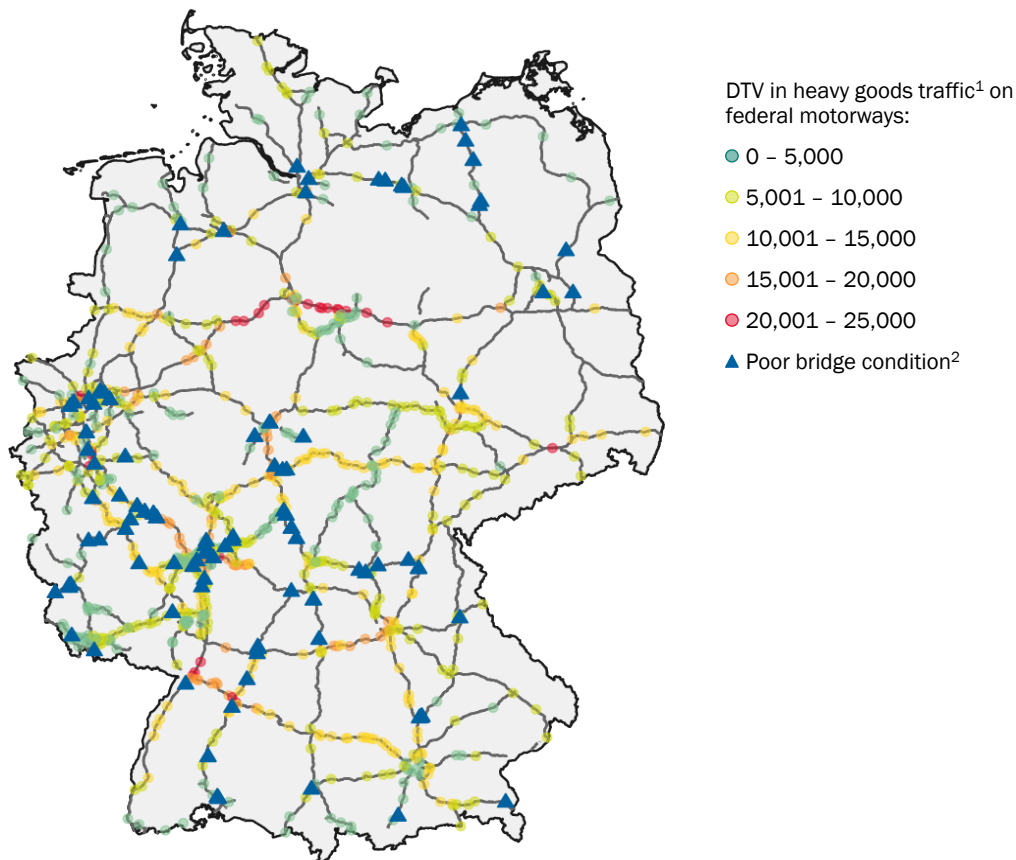 DTV in heavy goods traffic¹ on
federal motorways:
0 – 5,000
5,001 – 10,000
10,001 – 15,000
15,001 – 20,000
20,001 – 25,000
Poor bridge condition²